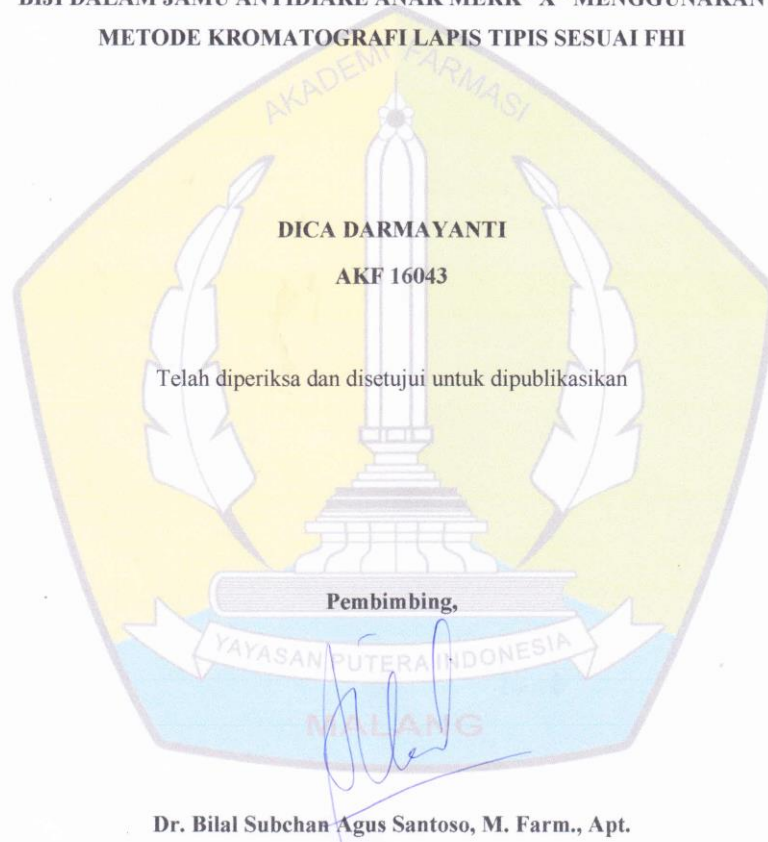 BIJI DALAM JAMU ANTIDIARE ANAK MERK "X" MENGGUNAKAN
METODE KROMATOGRAFI LAPIS TIPIS SESUAI FHI
AKADEMI FARMASI
DICA DARMAYANTI
AKF 16043
Telah diperiksa dan disetujui untuk dipublikasikan
Pembimbing,
YAYASAN PUTERA INDONESIA
MALANG
Dr. Bilal Subchan Agus Santoso, M. Farm., Apt.